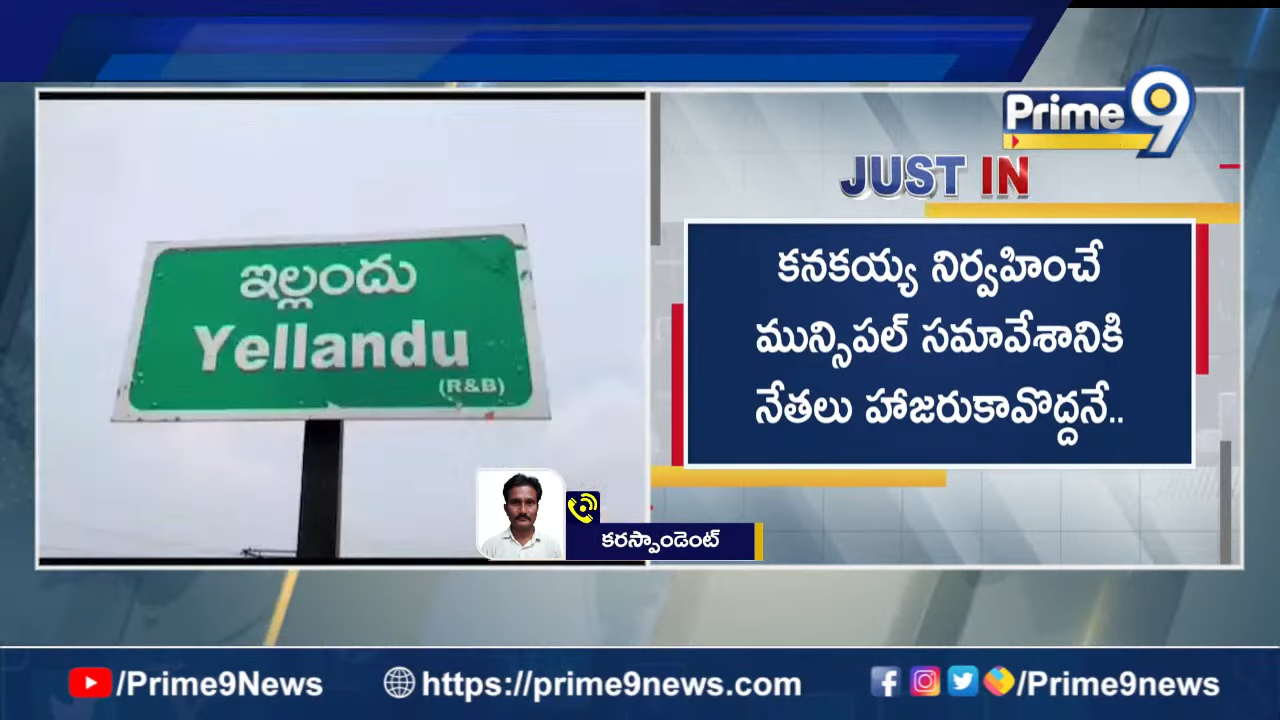 Prime9
JUST IN
ఇల్లందు
Yellandu
(R&B)
కనకయ్య నిర్వహించే
మున్సిపల్ సమావేశానికి
నేతలు హాజరుకావొద్దనే..
కరస్పాండెంట్
/Prime9News
https://prime9news.com
/Prime9news